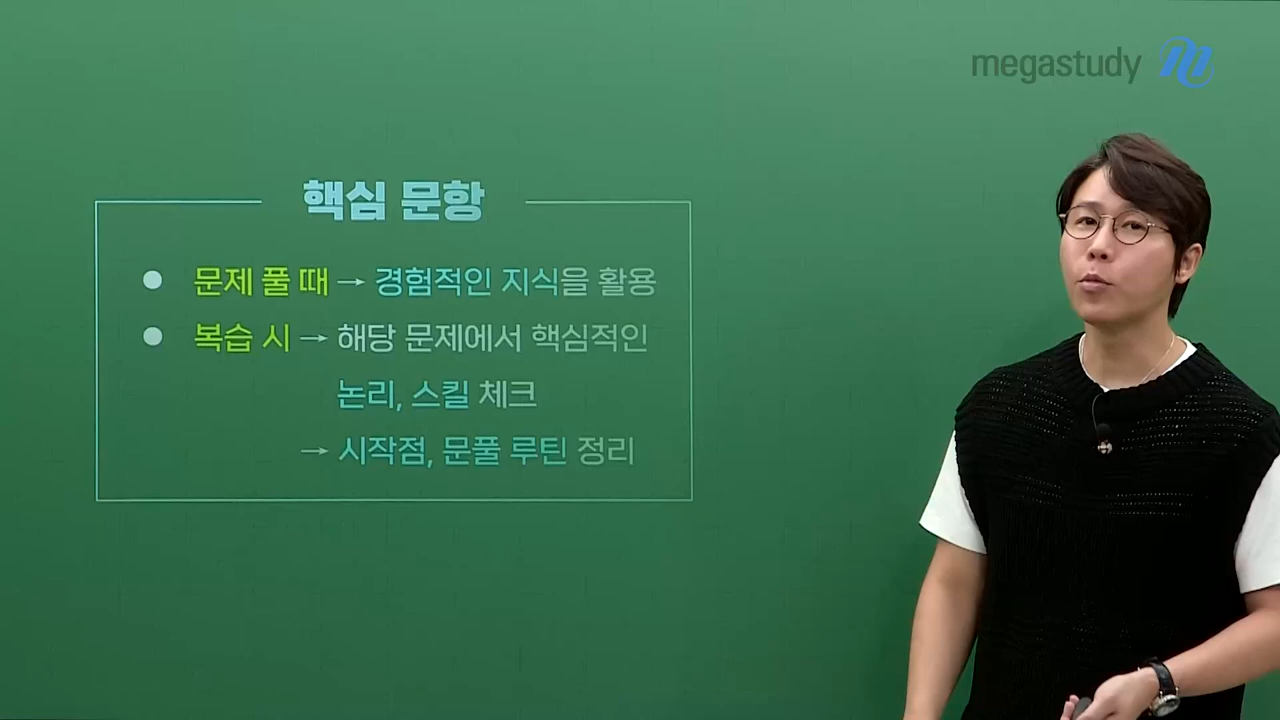 megastudy
핵심 문항
● 문제 풀 때 → 경험적인 지식을 활용
● 복습 시 → 해당 문제에서 핵심적인
논리, 스킬 체크
→ 시작점, 문풀 루틴 정리